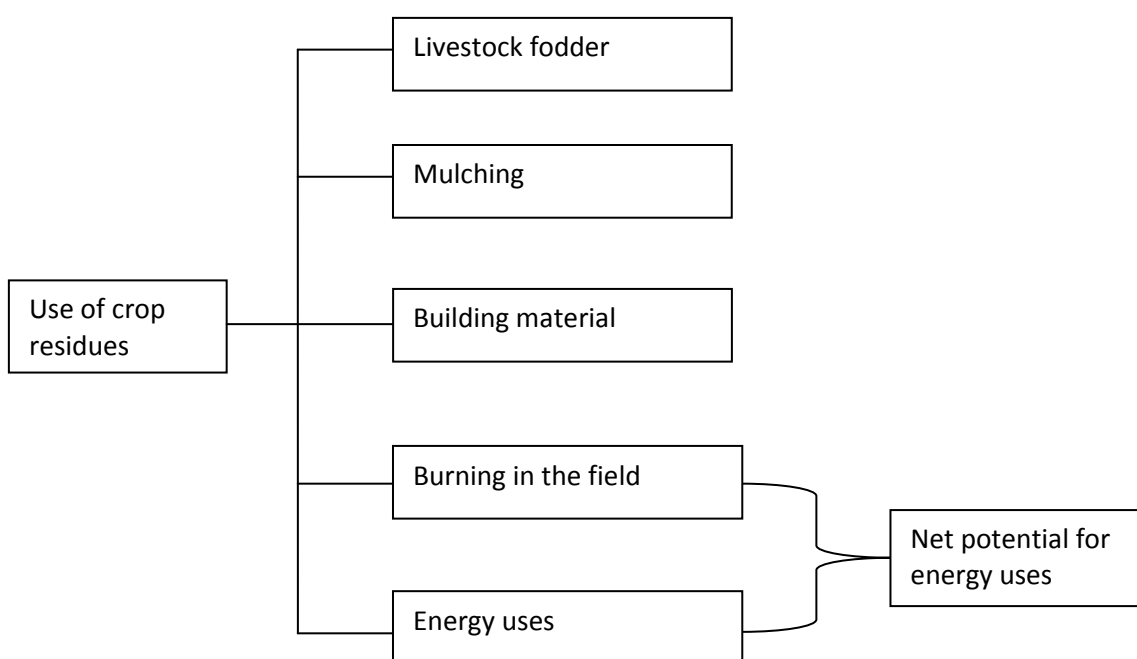 Livestock fodder
Mulching
Use of crop
residues
Building material
Burning in the field
Net potential for
energy uses
Energy uses